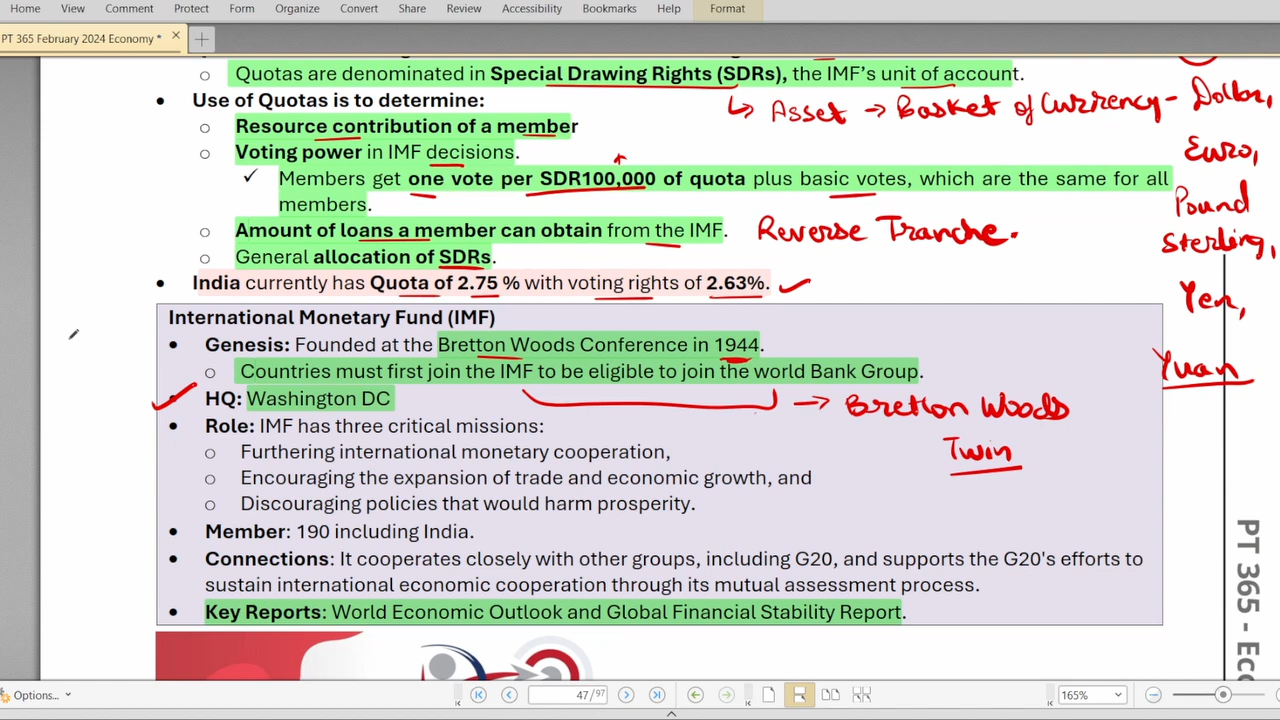 Home View Comment Protect Form Organize Convert Share Review Accessibility Bookmarks Help Format
PT 365 February 2024 Economy *
○ Quotas are denominated in Special Drawing Rights (SDRs), the IMF's unit of account.
↳ Asset → Basket of Currency - Dollar,
Euro,
Pound
Sterling,
Yen,
Yuan
• Use of Quotas is to determine:
○ Resource contribution of a member
○ Voting power in IMF decisions.
✓ Members get one vote per SDR100,000 of quota plus basic votes, which are the same for all
members.
○ Amount of loans a member can obtain from the IMF. Reverse Tranche.
○ General allocation of SDRs.
• India currently has Quota of 2.75 % with voting rights of 2.63%.
International Monetary Fund (IMF)
• Genesis: Founded at the Bretton Woods Conference in 1944.
○ Countries must first join the IMF to be eligible to join the world Bank Group.
→ Bretton Woods
Twin
• HQ: Washington DC
• Role: IMF has three critical missions:
○ Furthering international monetary cooperation,
○ Encouraging the expansion of trade and economic growth, and
○ Discouraging policies that would harm prosperity.
• Member: 190 including India.
• Connections: It cooperates closely with other groups, including G20, and supports the G20's efforts to
sustain international economic cooperation through its mutual assessment process.
• Key Reports: World Economic Outlook and Global Financial Stability Report.
PT 365 - Ec
Options...
47 / 97
165%